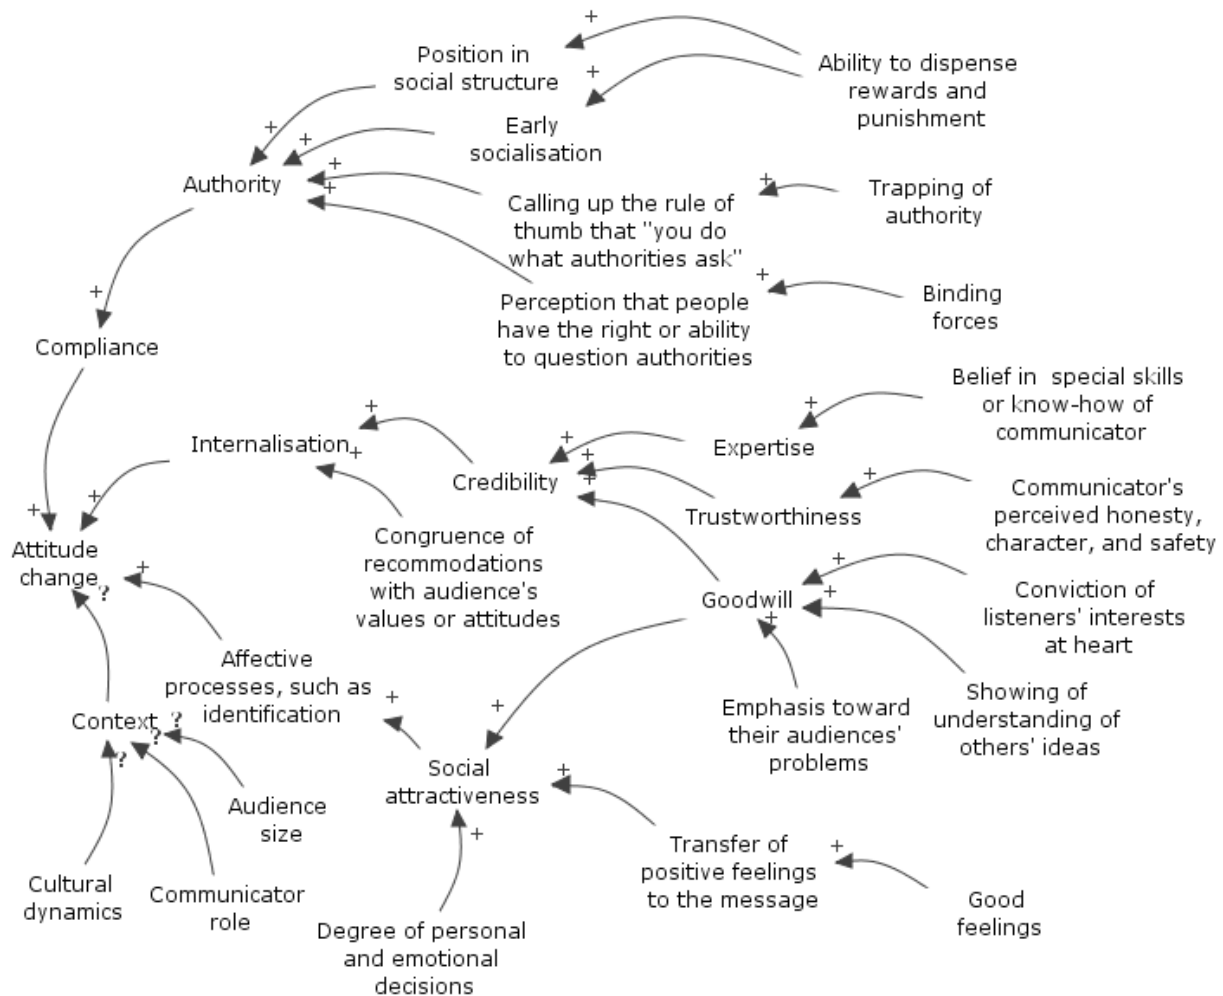 +
Position in
social structure
+
Ability to dispense
rewards and
punishment
+
Early
socialisation
+
+
Authority
+
+
Calling up the rule of
thumb that "you do
what authorities ask"
+
Trapping of
authority
+
Perception that people
have the right or ability
to question authorities
+
Binding
forces
Compliance
Belief in special skills
or know-how of
communicator
+
Internalisation
+
+
Credibility
+
+
+
Expertise
+
Trustworthiness
+
Communicator's
perceived honesty,
character, and safety
+
+
Attitude
change
?
+
Congruence of
recommodations
with audience's
values or attitudes
Goodwill
+
+
+
Conviction of
listeners' interests
at heart
Affective
processes, such as
identification
+
Emphasis toward
their audiences'
problems
Showing of
understanding of
others' ideas
Context
?
?
?
+
Social
attractiveness
+
+
Audience
size
Transfer of
positive feelings
to the message
+
Good
feelings
Cultural
dynamics
Communicator
role
Degree of personal
and emotional
decisions